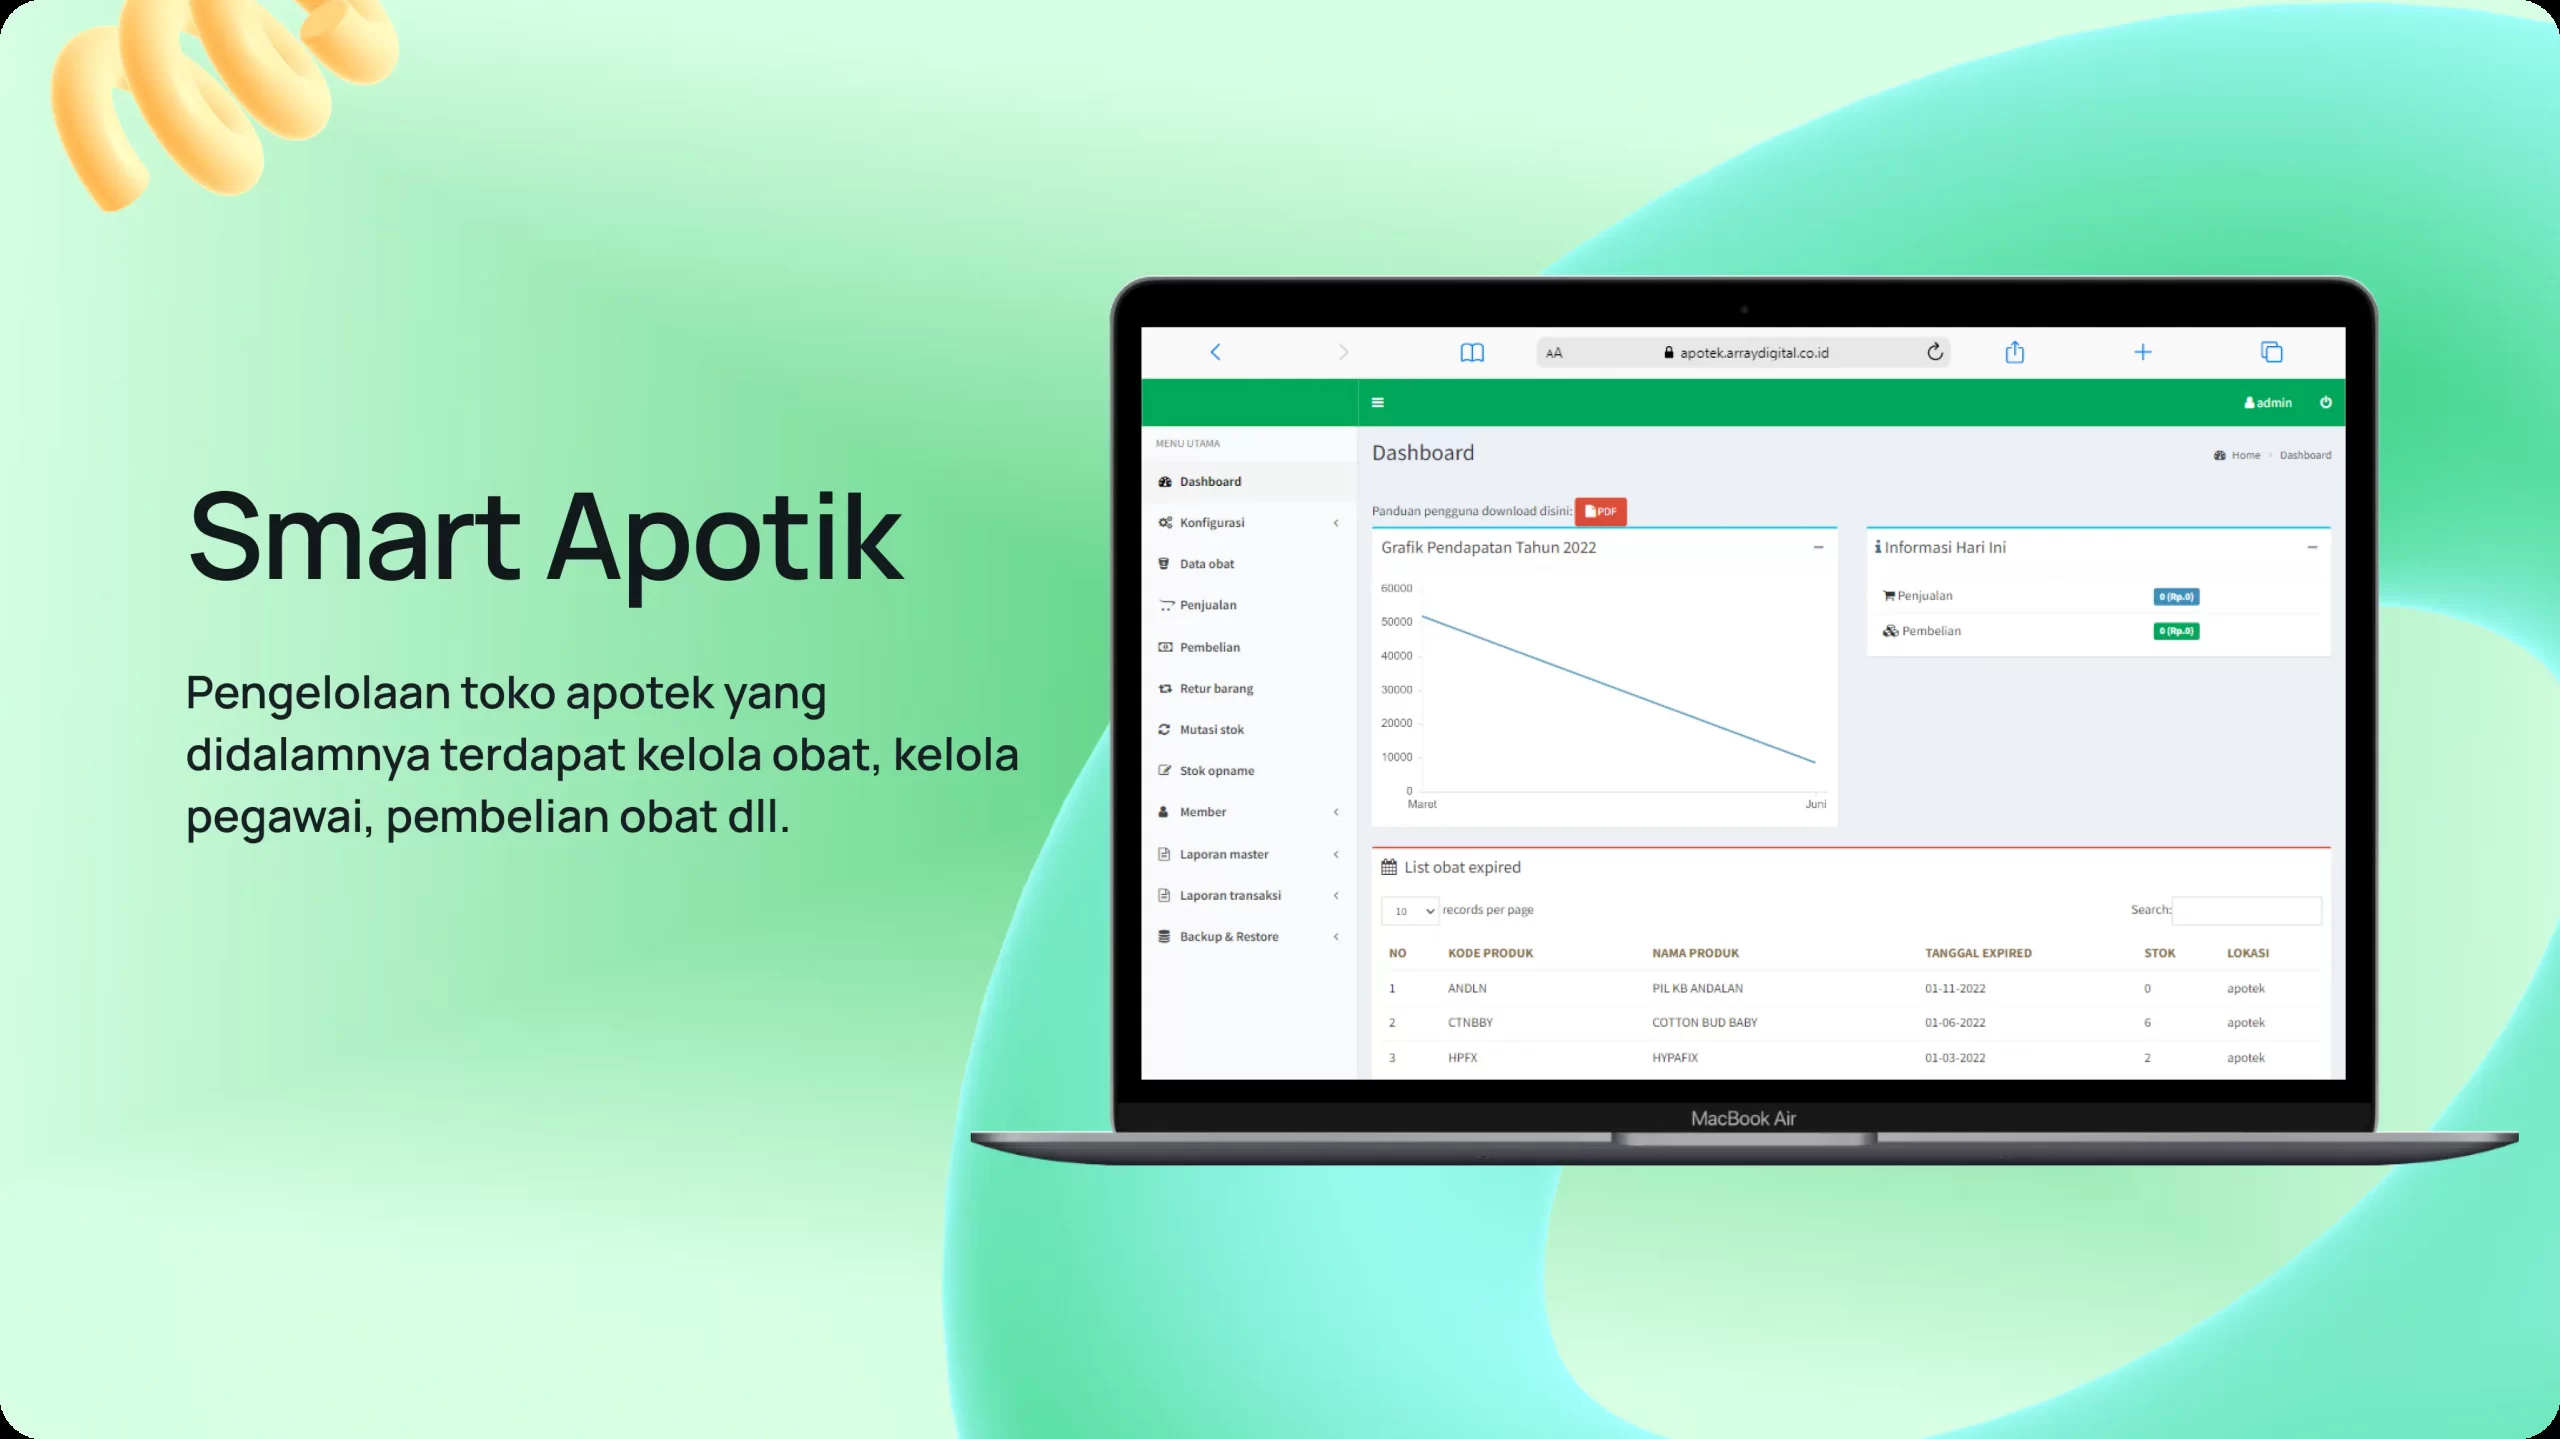 Smart Apotik
Pengelolaan toko apotek yang
didalamnya terdapat kelola obat, kelola
pegawai, pembelian obat dll.
AA apotek.arraydigital.co.id
admin
MENU UTAMA
Dashboard
Konfigurasi
Data obat
Penjualan
Pembelian
Retur barang
Mutasi stok
Stok opname
Member
Laporan master
Laporan transaksi
Backup & Restore
Dashboard
Home > Dashboard
Panduan pengguna download disini: PDF
Grafik Pendapatan Tahun 2022
60000
50000
40000
30000
20000
10000
0
Maret Juni
Informasi Hari Ini
Penjualan 0 (Rp.0)
Pembelian 0 (Rp.0)
List obat expired
10 records per page Search:
NO KODE PRODUK NAMA PRODUK TANGGAL EXPIRED STOK LOKASI
1 ANDLN PIL KB ANDALAN 01-11-2022 0 apotek
2 CTNBBY COTTON BUD BABY 01-06-2022 6 apotek
3 HPFX HYPAFIX 01-03-2022 2 apotek
MacBook Air